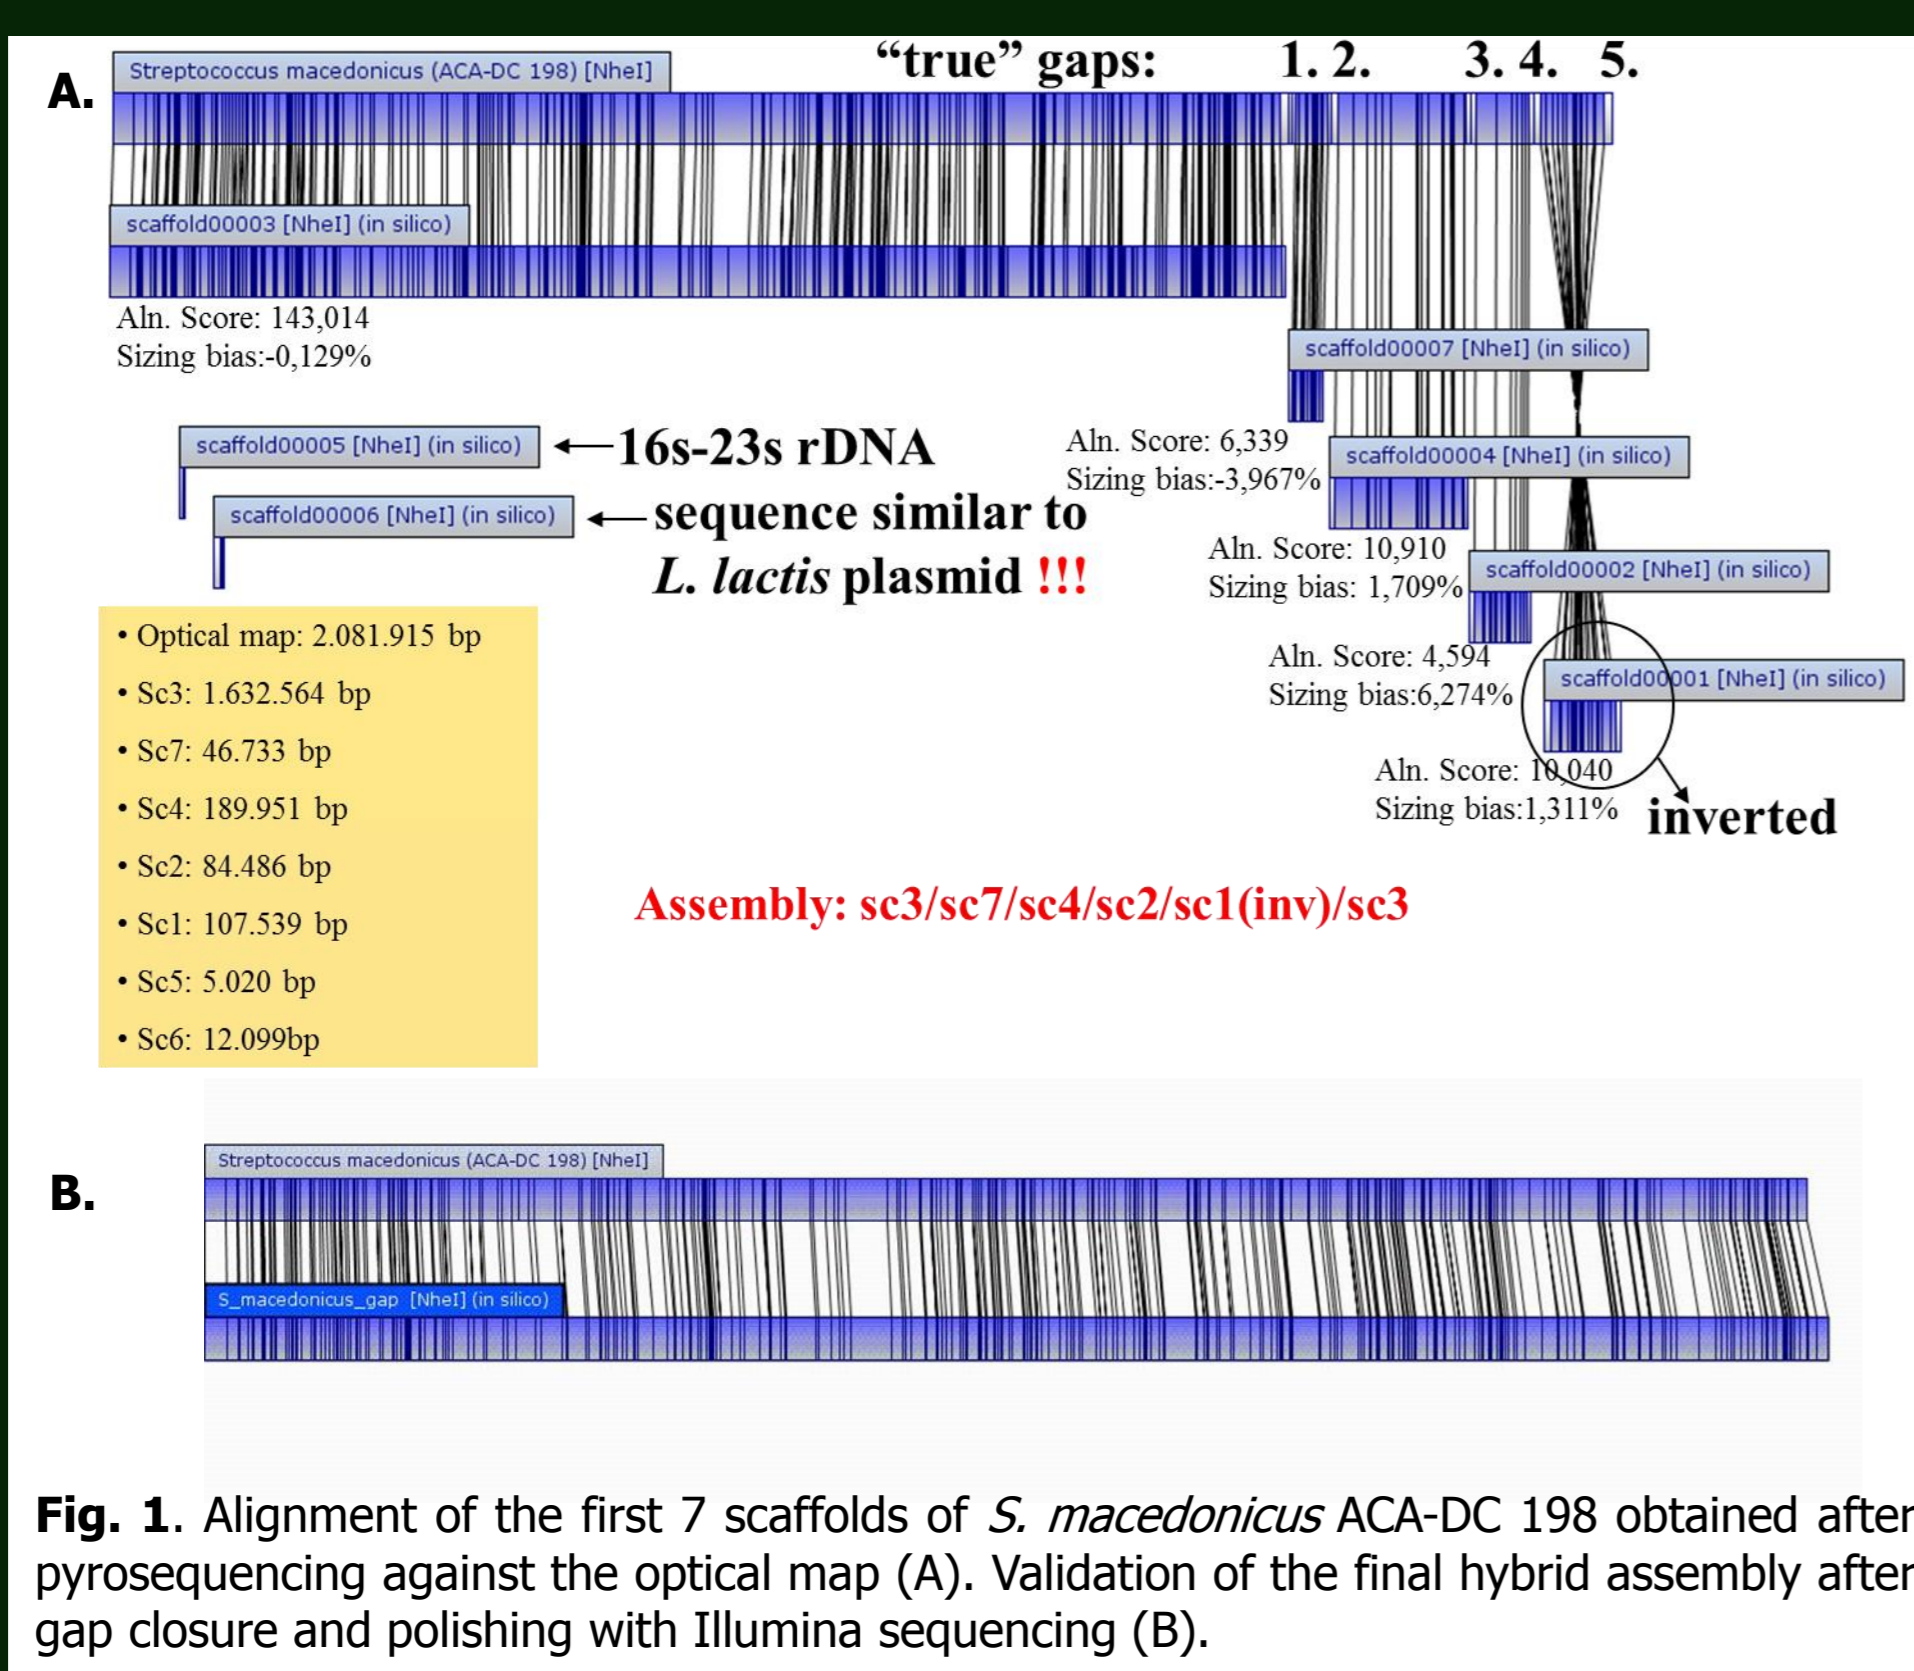 A.
Streptococcus macedonicus (ACA-DC 198) [NheI]
“true” gaps: 1. 2. 3. 4. 5.
scaffold00003 [NheI] (in silico)
Aln. Score: 143,014
Sizing bias:-0,129%
scaffold00007 [NheI] (in silico)
Aln. Score: 6,339
Sizing bias:-3,967%
scaffold00005 [NheI] (in silico)
16s-23s rDNA
scaffold00004 [NheI] (in silico)
Aln. Score: 10,910
Sizing bias: 1,709%
scaffold00006 [NheI] (in silico)
sequence similar to
L. lactis plasmid !!!
scaffold00002 [NheI] (in silico)
Aln. Score: 4,594
Sizing bias:6,274%
scaffold00001 [NheI] (in silico)
Aln. Score: 10,040
Sizing bias:1,311%
inverted
• Optical map: 2.081.915 bp
• Sc3: 1.632.564 bp
• Sc7: 46.733 bp
• Sc4: 189.951 bp
• Sc2: 84.486 bp
• Sc1: 107.539 bp
• Sc5: 5.020 bp
• Sc6: 12.099bp
Assembly: sc3/sc7/sc4/sc2/sc1(inv)/sc3
B.
Streptococcus macedonicus (ACA-DC 198) [NheI]
S_macedonicus_gap [NheI] (in silico)
Fig. 1. Alignment of the first 7 scaffolds of S. macedonicus ACA-DC 198 obtained after
pyrosequencing against the optical map (A). Validation of the final hybrid assembly after
gap closure and polishing with Illumina sequencing (B).